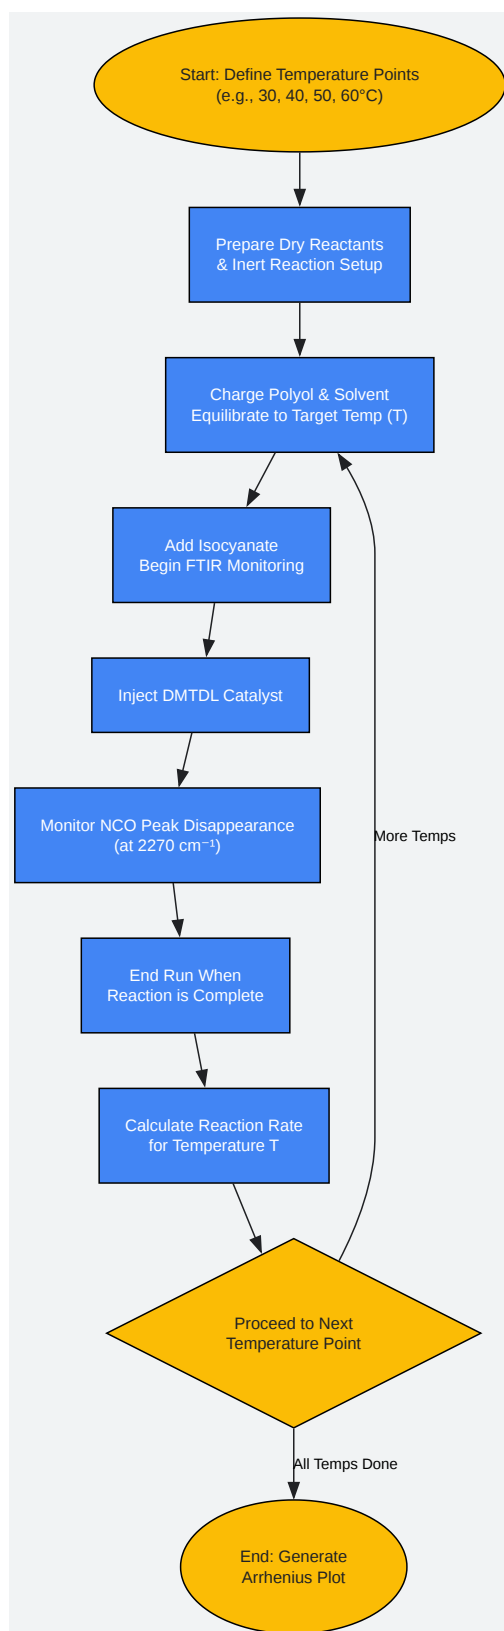 Start: Define Temperature Points
(e.g., 30, 40, 50, 60°C)
Prepare Dry Reactants
& Inert Reaction Setup
Charge Polyol & Solvent
Equilibrate to Target Temp (T)
Add Isocyanate
Begin FTIR Monitoring
Inject DMTDL Catalyst
Monitor NCO Peak Disappearance
(at 2270 cm⁻¹)
More Temps
End Run When
Reaction is Complete
Calculate Reaction Rate
for Temperature T
Proceed to Next
Temperature Point
All Temps Done
End: Generate
Arrhenius Plot